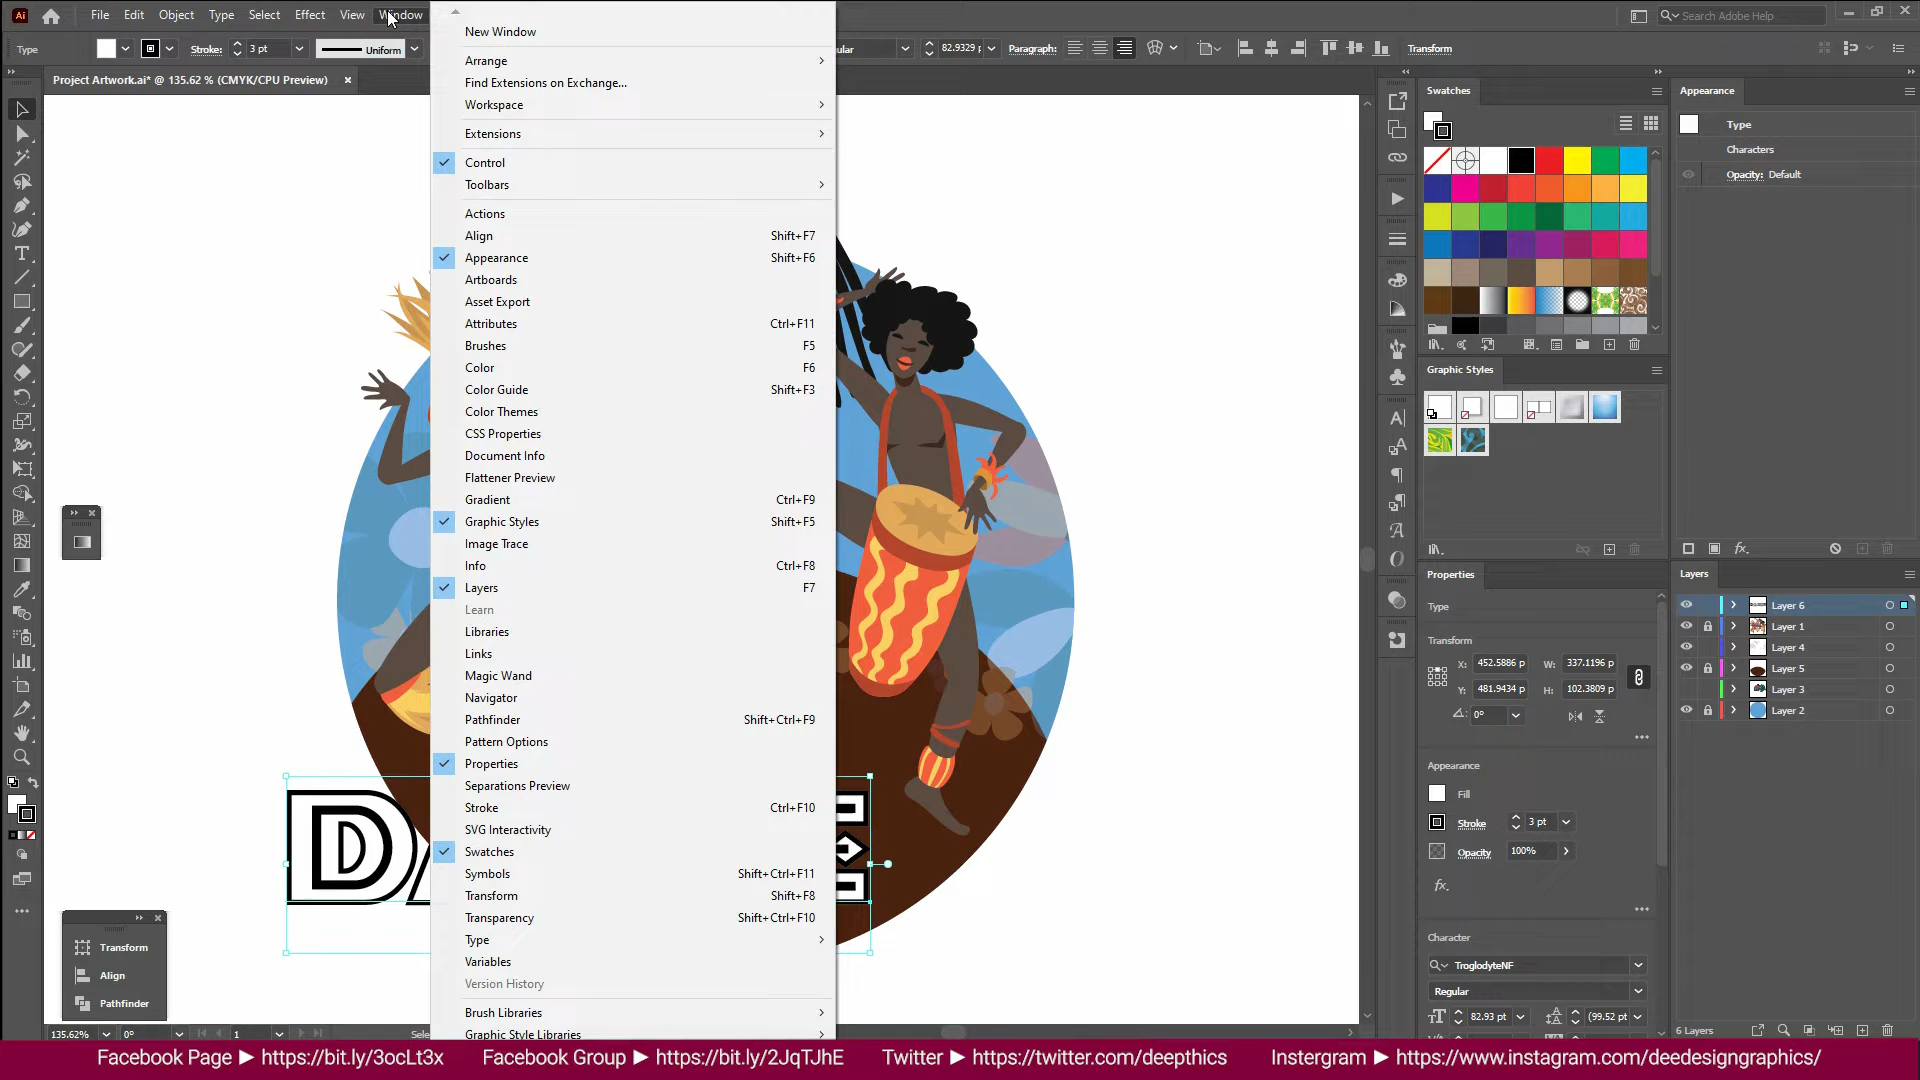 File Edit Object Type Select Effect View Window
Search Adobe Help
Type
Stroke: 3 pt Uniform
82.9329 p Paragraph: Transform
Project Artwork.ai* @ 135.62 % (CMYK/CPU Preview)
New Window
Arrange
Find Extensions on Exchange...
Workspace
Extensions
Control
Toolbars
Actions
Align Shift+F7
Appearance Shift+F6
Artboards
Asset Export
Attributes Ctrl+F11
Brushes F5
Color F6
Color Guide Shift+F3
Color Themes
CSS Properties
Document Info
Flattener Preview
Gradient Ctrl+F9
Graphic Styles Shift+F5
Image Trace
Info Ctrl+F8
Layers F7
Learn
Libraries
Links
Magic Wand
Navigator
Pathfinder Shift+Ctrl+F9
Pattern Options
Properties
Separations Preview
Stroke Ctrl+F10
SVG Interactivity
Swatches
Symbols Shift+Ctrl+F11
Transform Shift+F8
Transparency Shift+Ctrl+F10
Type
Variables
Version History
Brush Libraries
Graphic Style Libraries
Transform
Align
Pathfinder
135.62% 0° 1
Swatches
Graphic Styles
Properties
Type
Transform
X: 452.5886 p W: 337.1196 p
Y: 481.9434 p H: 102.3809 p
0°
Appearance
Fill
Stroke 3 pt
Opacity 100%
fx.
Character
TroglodyteNF
Regular
82.93 pt (99.52 pt
Appearance
Type
Characters
Opacity: Default
fx.
Layers
Layer 6
Layer 1
Layer 4
Layer 5
Layer 3
Layer 2
6 Layers
Facebook Page ► https://bit.ly/3ocLt3x Facebook Group ► https://bit.ly/2JqTJhE Twitter ► https://twitter.com/deepthics Instergram ► https://www.instagram.com/deedesigngraphics/